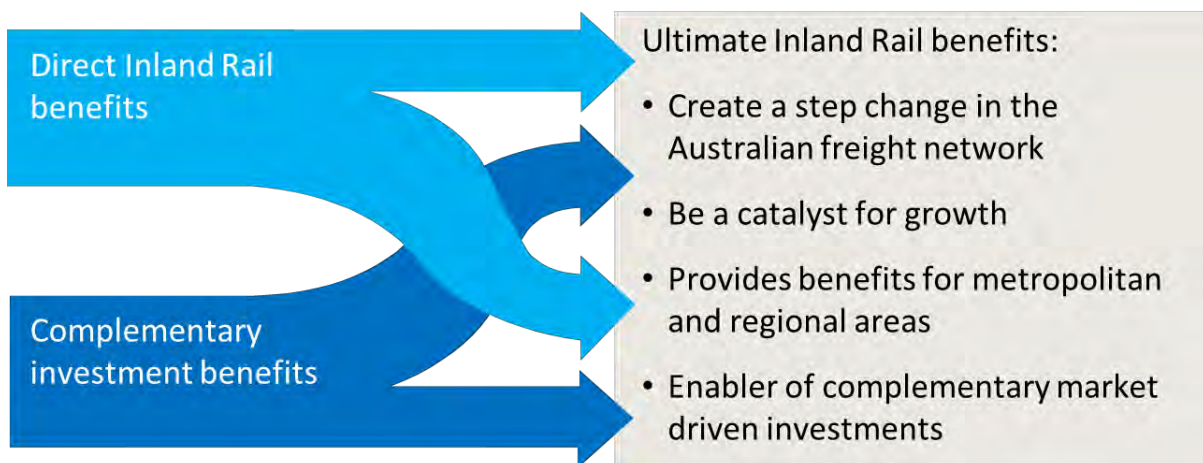 Direct Inland Rail
benefits
Complementary
investment benefits
Ultimate Inland Rail benefits:
• Create a step change in the
Australian freight network
• Be a catalyst for growth
• Provides benefits for metropolitan
and regional areas
• Enabler of complementary market
driven investments